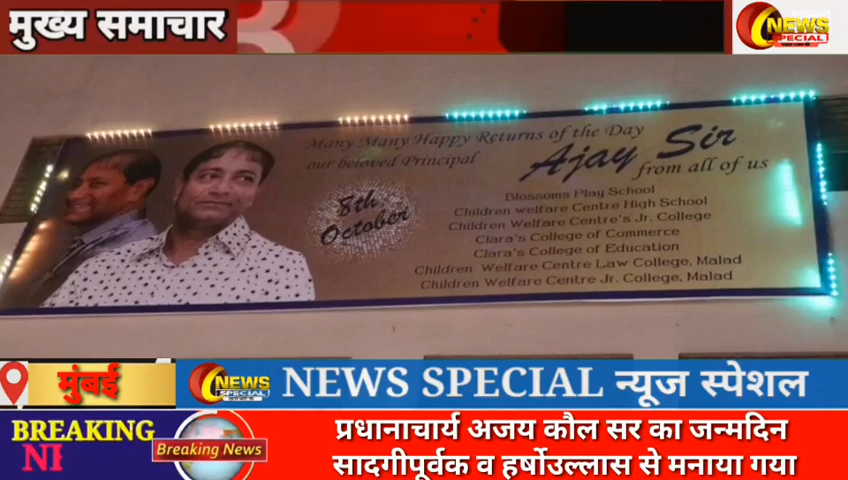 मुख्य समाचार
NEWS
SPECIAL
Many Many Happy Returns of the Day
our beloved Principal
Ajay Sir
from all of us
8th
October
Blossoms Play School
Children Welfare Centre High School
Children Welfare Centre's Jr. College
Clara's College of Commerce
Clara's College of Education
Children Welfare Centre Law College, Malad
Children Welfare Centre Jr. College, Malad
मुंबई
NEWS
SPECIAL
NEWS SPECIAL न्यूज स्पेशल
BREAKING
Breaking News
प्रधानाचार्य अजय कौल सर का जन्मदिन
सादगीपूर्वक व हर्षोउल्लास से मनाया गया